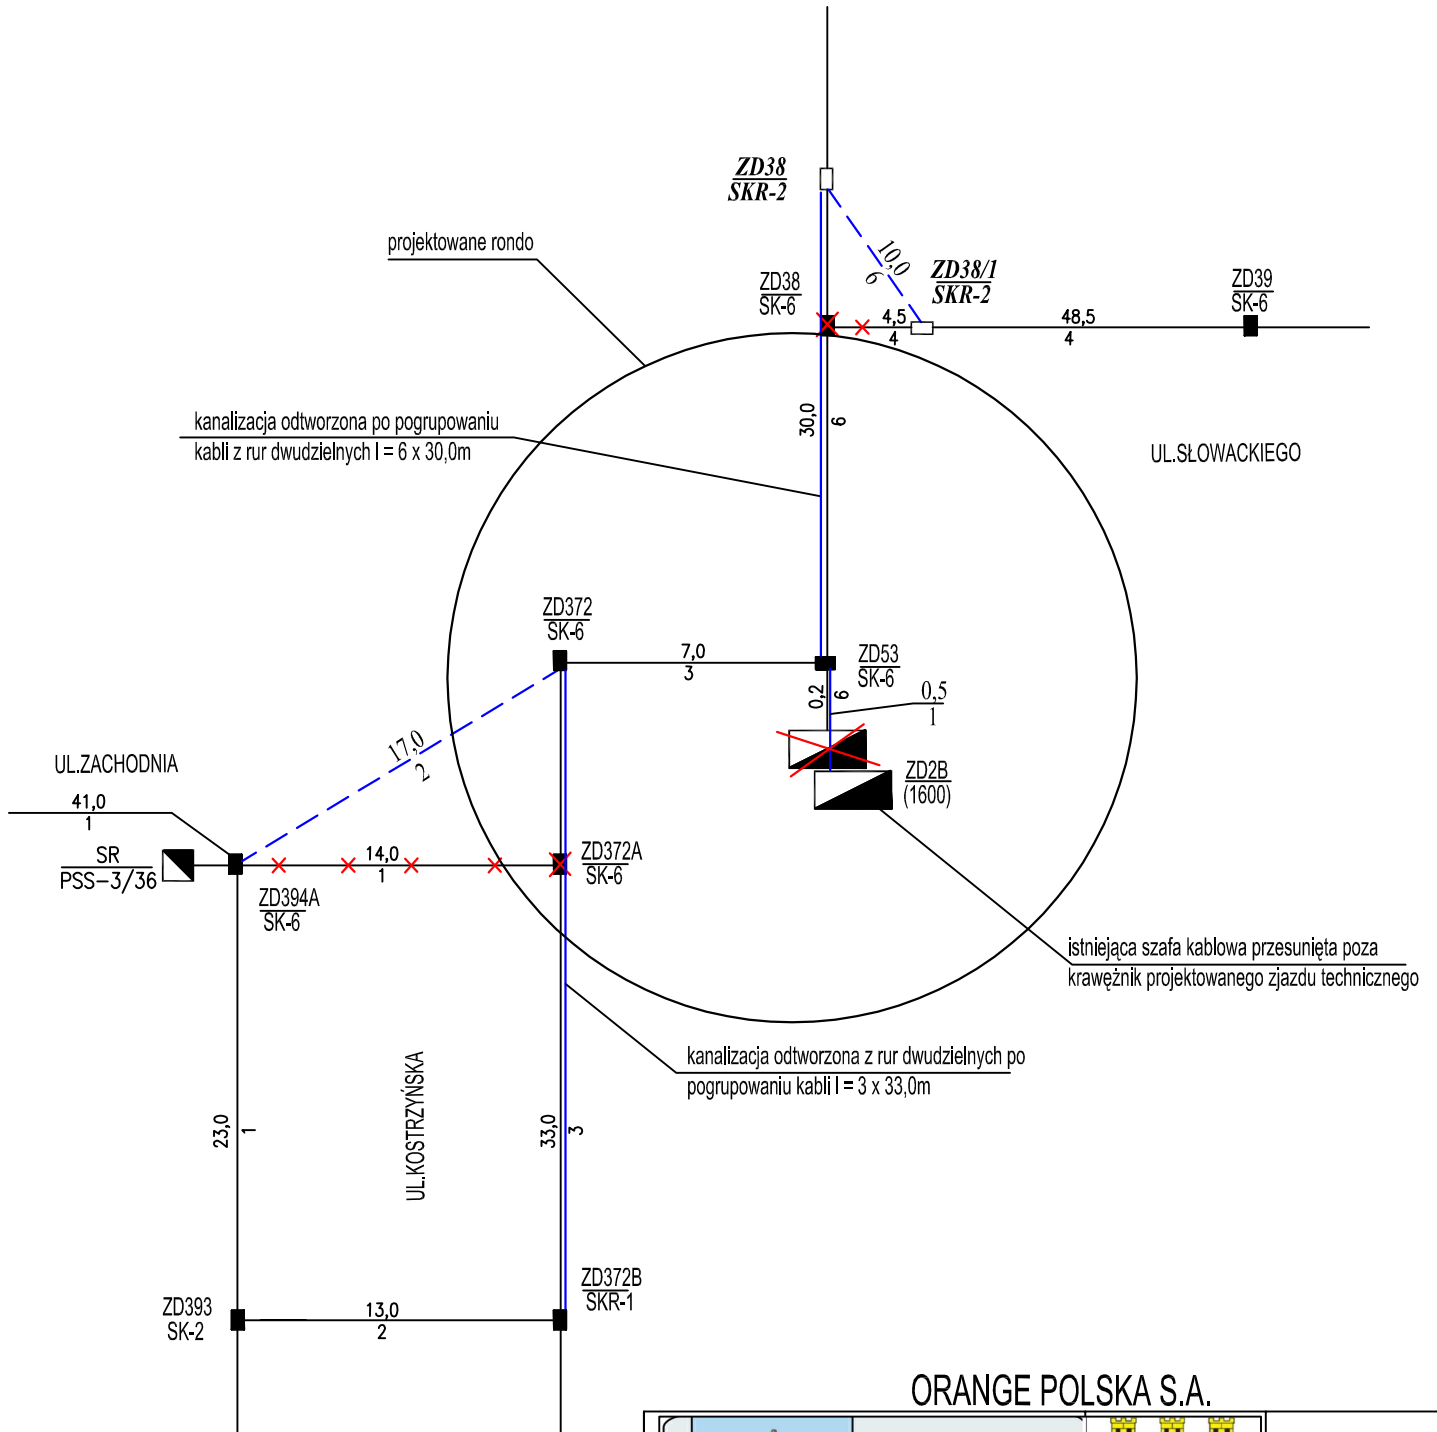 ZD38
SKR-2
projektowane rondo
10,0
6
ZD38
SK-6
ZD38/1
SKR-2
ZD39
SK-6
4,5
4
48,5
4
kanalizacja odtworzona po pogrupowaniu
kabli z rur dwudzielnych l = 6 x 30,0m
30,0
6
UL.SŁOWACKIEGO
ZD372
SK-6
7,0
3
ZD53
SK-6
0,2
6
0,5
1
17,0
2
UL.ZACHODNIA
ZD2B
(1600)
41,0
1
SR
PSS-3/36
14,0
1
ZD372A
SK-6
ZD394A
SK-6
istniejąca szafa kablowa przesunięta poza
krawężnik projektowanego zjazdu technicznego
kanalizacja odtworzona z rur dwudzielnych po
pogrupowaniu kabli l = 3 x 33,0m
UL.KOSTRZYŃSKA
23,0
1
33,0
3
ZD372B
SKR-1
ZD393
SK-2
13,0
2
ORANGE POLSKA S.A.